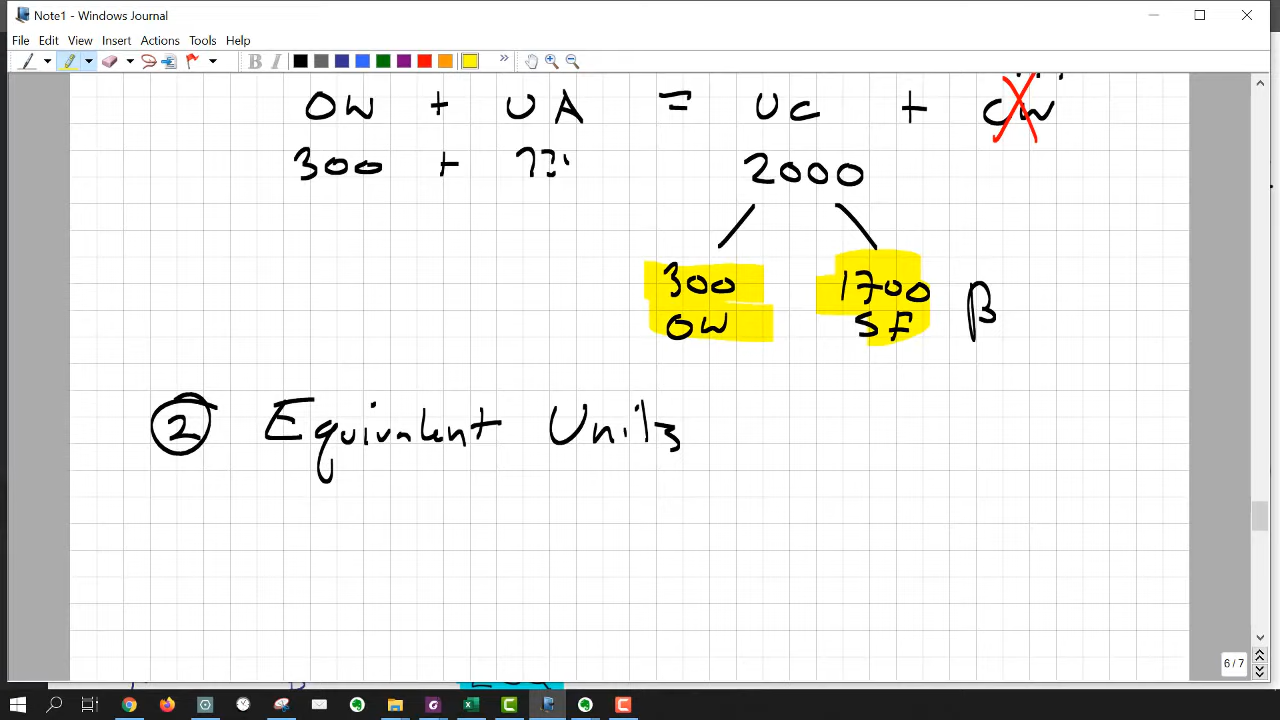 Note1 - Windows Journal
File Edit View Insert Actions Tools Help
B I
OW + UA = UC + CW
300 + 2000
300 1700 β
OW SF
② Equivalent Units
6 / 7